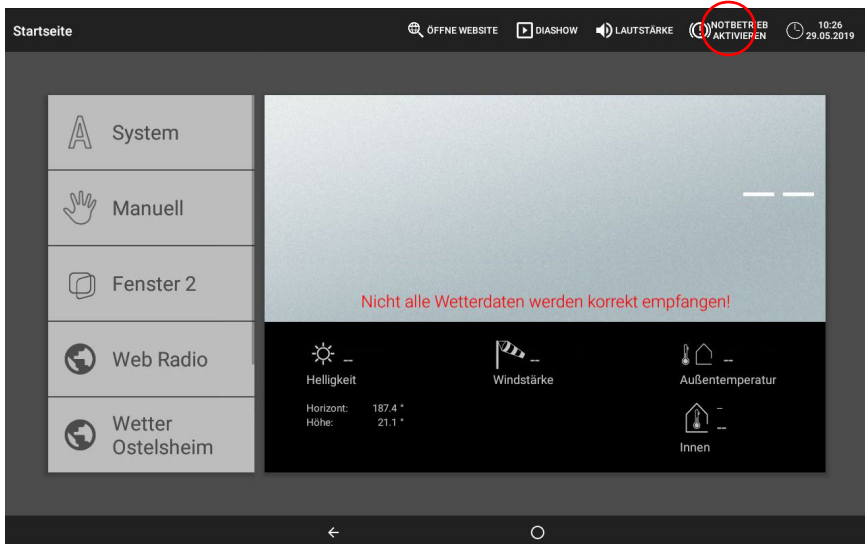 Startseite
ÖFFNE WEBSITE
DIASHOW
LAUTSTÄRKE
NOTBETRIEB
AKTIVIEREN
10:26
29.05.2019
System
Manuell
Fenster 2
Web Radio
Wetter
Ostelsheim
-- --
Nicht alle Wetterdaten werden korrekt empfangen!
--
Helligkeit
Horizont: 187.4 °
Höhe: 21.1 °
--
Windstärke
--
Außentemperatur
--
--
Innen